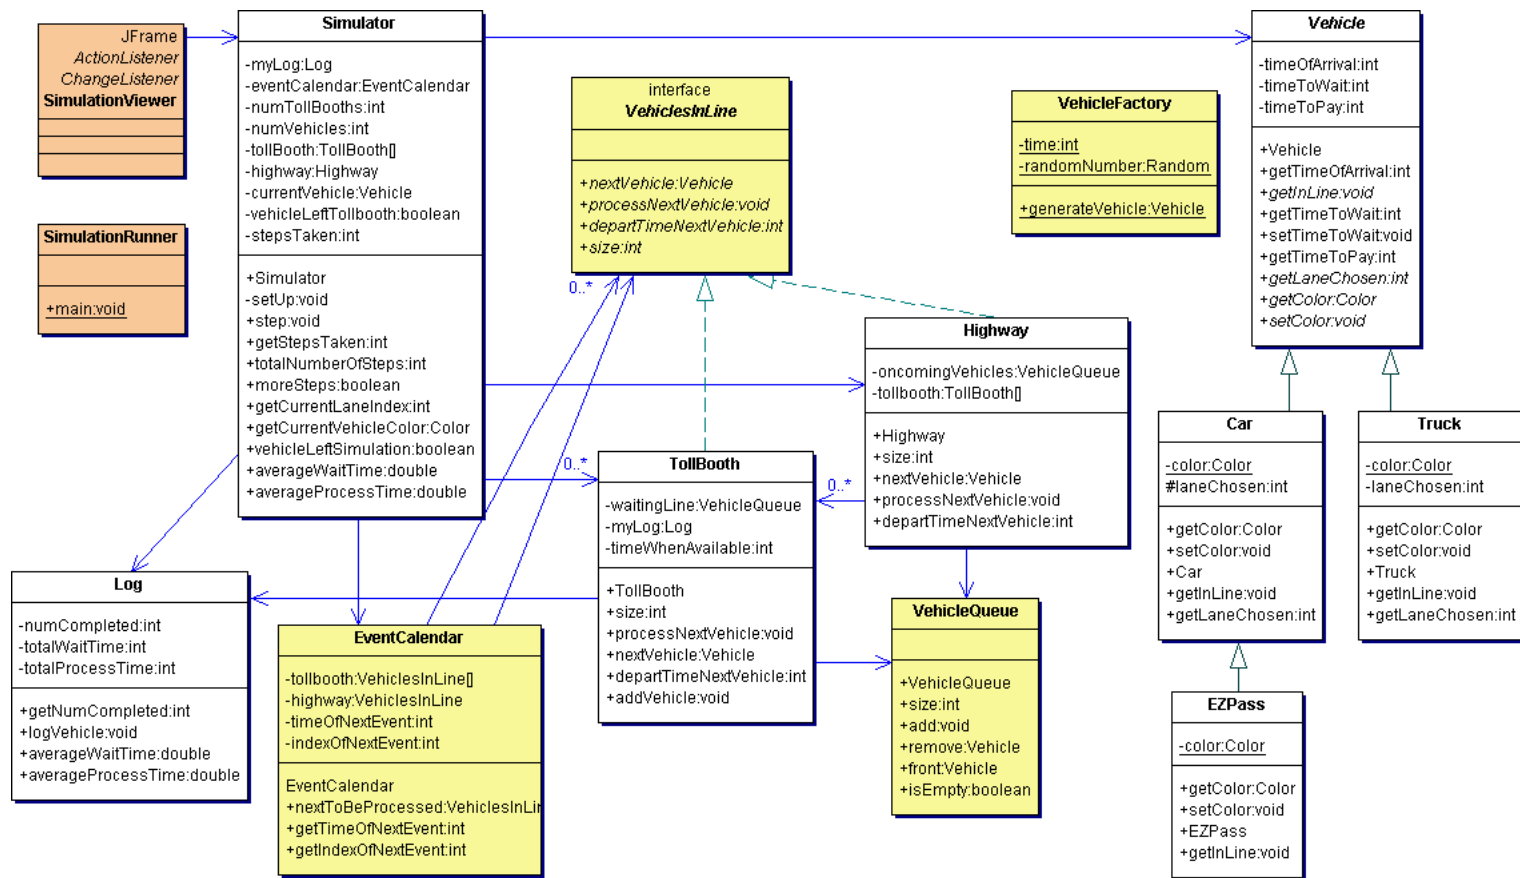 JFrame
ActionListener
ChangeListener
SimulationViewer
SimulationRunner
+main:void
Simulator
-myLog:Log
-eventCalendar:EventCalendar
-numTollBooths:int
-numVehicles:int
-tollBooth:TollBooth[]
-highway:Highway
-currentVehicle:Vehicle
-vehicleLeftTollbooth:boolean
-stepsTaken:int
+Simulator
-setUp:void
+step:void
+getStepsTaken:int
+totalNumberOfSteps:int
+moreSteps:boolean
+getCurrentLaneIndex:int
+getCurrentVehicleColor:Color
+vehicleLeftSimulation:boolean
+averageWaitTime:double
+averageProcessTime:double
interface
VehiclesInLine
+nextVehicle:Vehicle
+processNextVehicle:void
+departTimeNextVehicle:int
+size:int
0..*
VehicleFactory
-time:int
-randomNumber:Random
+generateVehicle:Vehicle
Vehicle
-timeOfArrival:int
-timeToWait:int
-timeToPay:int
+Vehicle
+getTimeOfArrival:int
+getInLine:void
+getTimeToWait:int
+setTimeToWait:void
+getTimeToPay:int
+getLaneChosen:int
+getColor:Color
+setColor:void
Highway
-oncomingVehicles:VehicleQueue
-tollbooth:TollBooth[]
+Highway
+size:int
+nextVehicle:Vehicle
+processNextVehicle:void
+departTimeNextVehicle:int
0..*
0..*
TollBooth
-waitingLine:VehicleQueue
-myLog:Log
-timeWhenAvailable:int
+TollBooth
+size:int
+processNextVehicle:void
+nextVehicle:Vehicle
+departTimeNextVehicle:int
+addVehicle:void
Car
-color:Color
#laneChosen:int
+getColor:Color
+setColor:void
+Car
+getInLine:void
+getLaneChosen:int
Truck
-color:Color
-laneChosen:int
+getColor:Color
+setColor:void
+Truck
+getInLine:void
+getLaneChosen:int
Log
-numCompleted:int
-totalWaitTime:int
-totalProcessTime:int
+getNumCompleted:int
+logVehicle:void
+averageWaitTime:double
+averageProcessTime:double
EventCalendar
-tollbooth:VehiclesInLine[]
-highway:VehiclesInLine
-timeOfNextEvent:int
-indexOfNextEvent:int
EventCalendar
+nextToBeProcessed:VehiclesInLin
+getTimeOfNextEvent:int
+getIndexOfNextEvent:int
VehicleQueue
+VehicleQueue
+size:int
+add:void
+remove:Vehicle
+front:Vehicle
+isEmpty:boolean
EZPass
-color:Color
+getColor:Color
+setColor:void
+EZPass
+getInLine:void